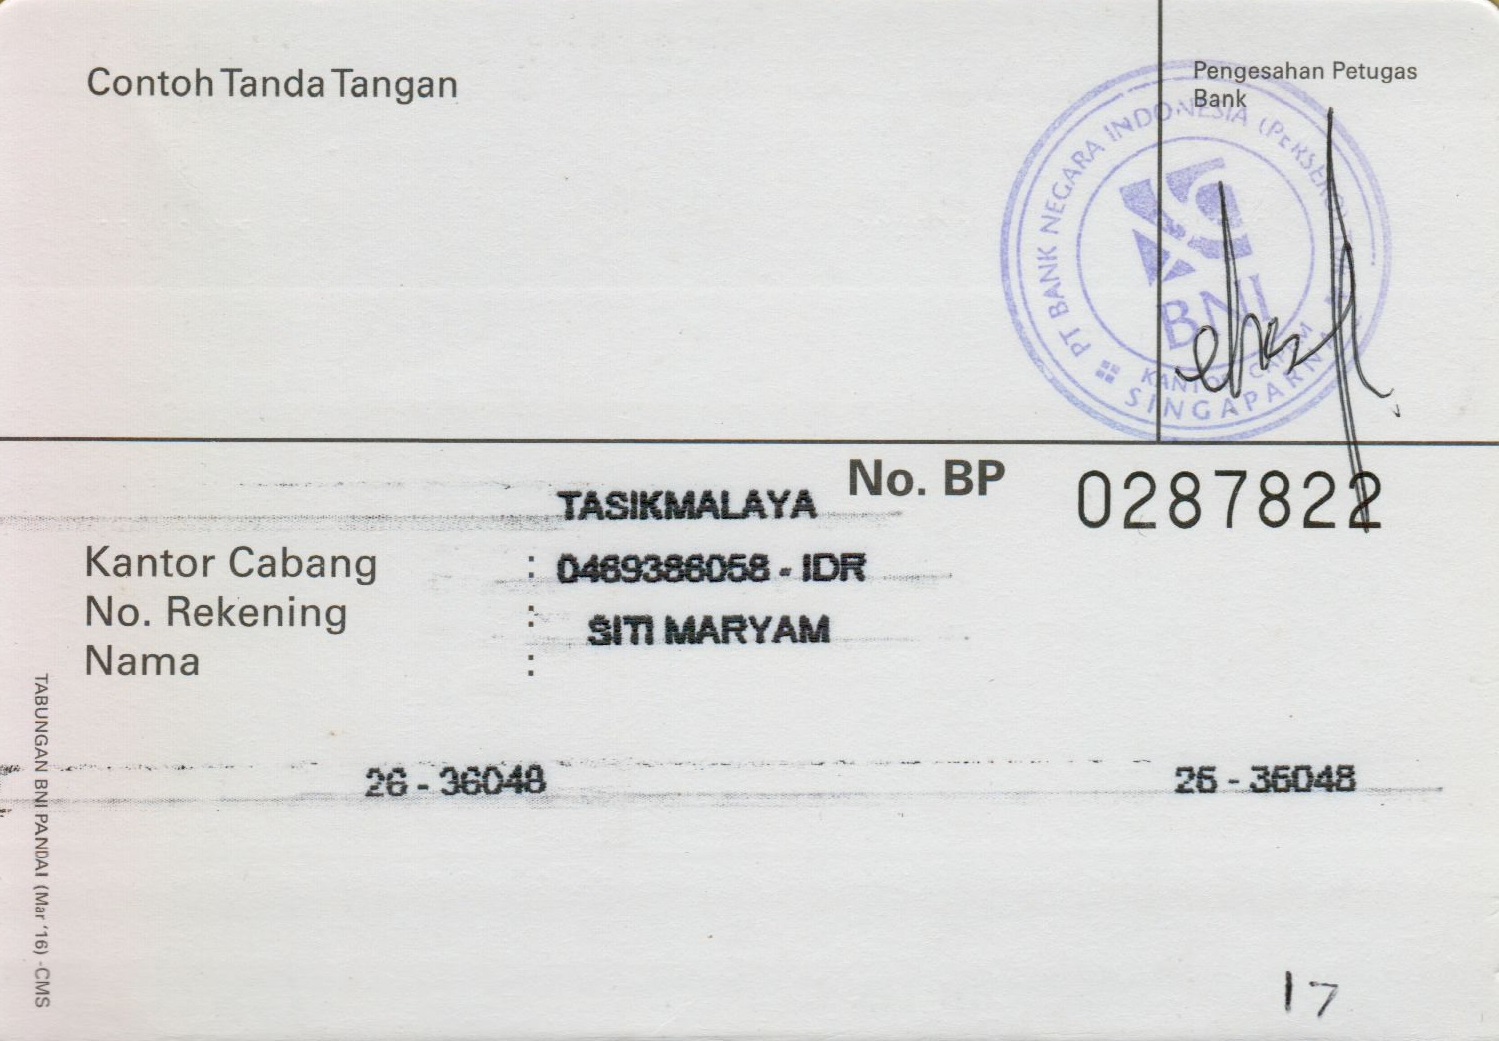 Contoh Tanda Tangan
Pengesahan Petugas
Bank
PT BANK NEGARA INDONESIA (PERSERO)
BNI
KANTOR CAPEM
SINGAPARNA
No. BP 0287822
TASIKMALAYA
Kantor Cabang : 0469386058 - IDR
No. Rekening :
SITI MARYAM
Nama :
26 - 36048 26 - 36048
TABUNGAN BNI PANDAI (Mar '16) -CMS
17